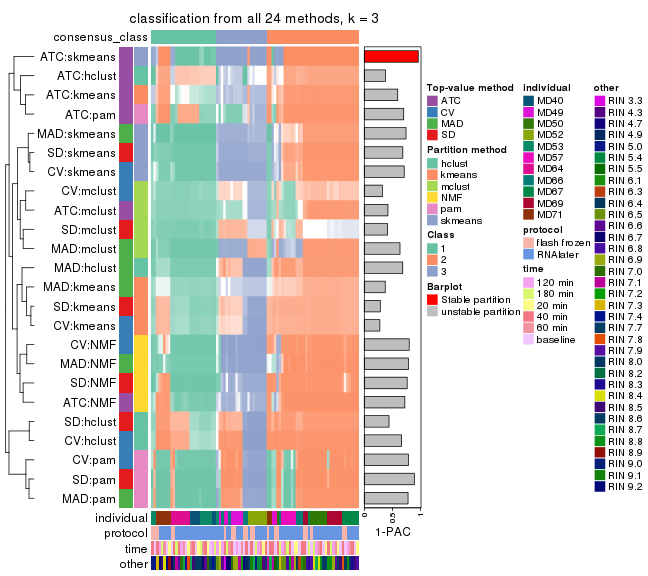 classification from all 24 methods, k = 3
consensus_class
ATC:skmeans
ATC:hclust
ATC:kmeans
ATC:pam
MAD:skmeans
SD:skmeans
CV:skmeans
CV:mclust
ATC:mclust
SD:mclust
MAD:mclust
MAD:hclust
MAD:kmeans
SD:kmeans
CV:kmeans
CV:NMF
MAD:NMF
SD:NMF
ATC:NMF
SD:hclust
CV:hclust
CV:pam
SD:pam
MAD:pam
individual
protocol
time
other
0
0.5
1
1-PAC
Top-value method
ATC
CV
MAD
SD
Partition method
hclust
kmeans
mclust
NMF
pam
skmeans
Class
1
2
3
Barplot
Stable partition
unstable partition
individual
MD40
MD49
MD50
MD52
MD53
MD57
MD64
MD66
MD67
MD69
MD71
protocol
flash frozen
RNAlater
time
120 min
180 min
20 min
40 min
60 min
baseline
other
RIN 3.3
RIN 4.3
RIN 4.7
RIN 4.9
RIN 5.0
RIN 5.4
RIN 5.5
RIN 6.1
RIN 6.3
RIN 6.4
RIN 6.5
RIN 6.6
RIN 6.7
RIN 6.8
RIN 6.9
RIN 7.0
RIN 7.1
RIN 7.2
RIN 7.3
RIN 7.4
RIN 7.7
RIN 7.8
RIN 7.9
RIN 8.0
RIN 8.2
RIN 8.3
RIN 8.4
RIN 8.5
RIN 8.6
RIN 8.7
RIN 8.8
RIN 8.9
RIN 9.0
RIN 9.1
RIN 9.2